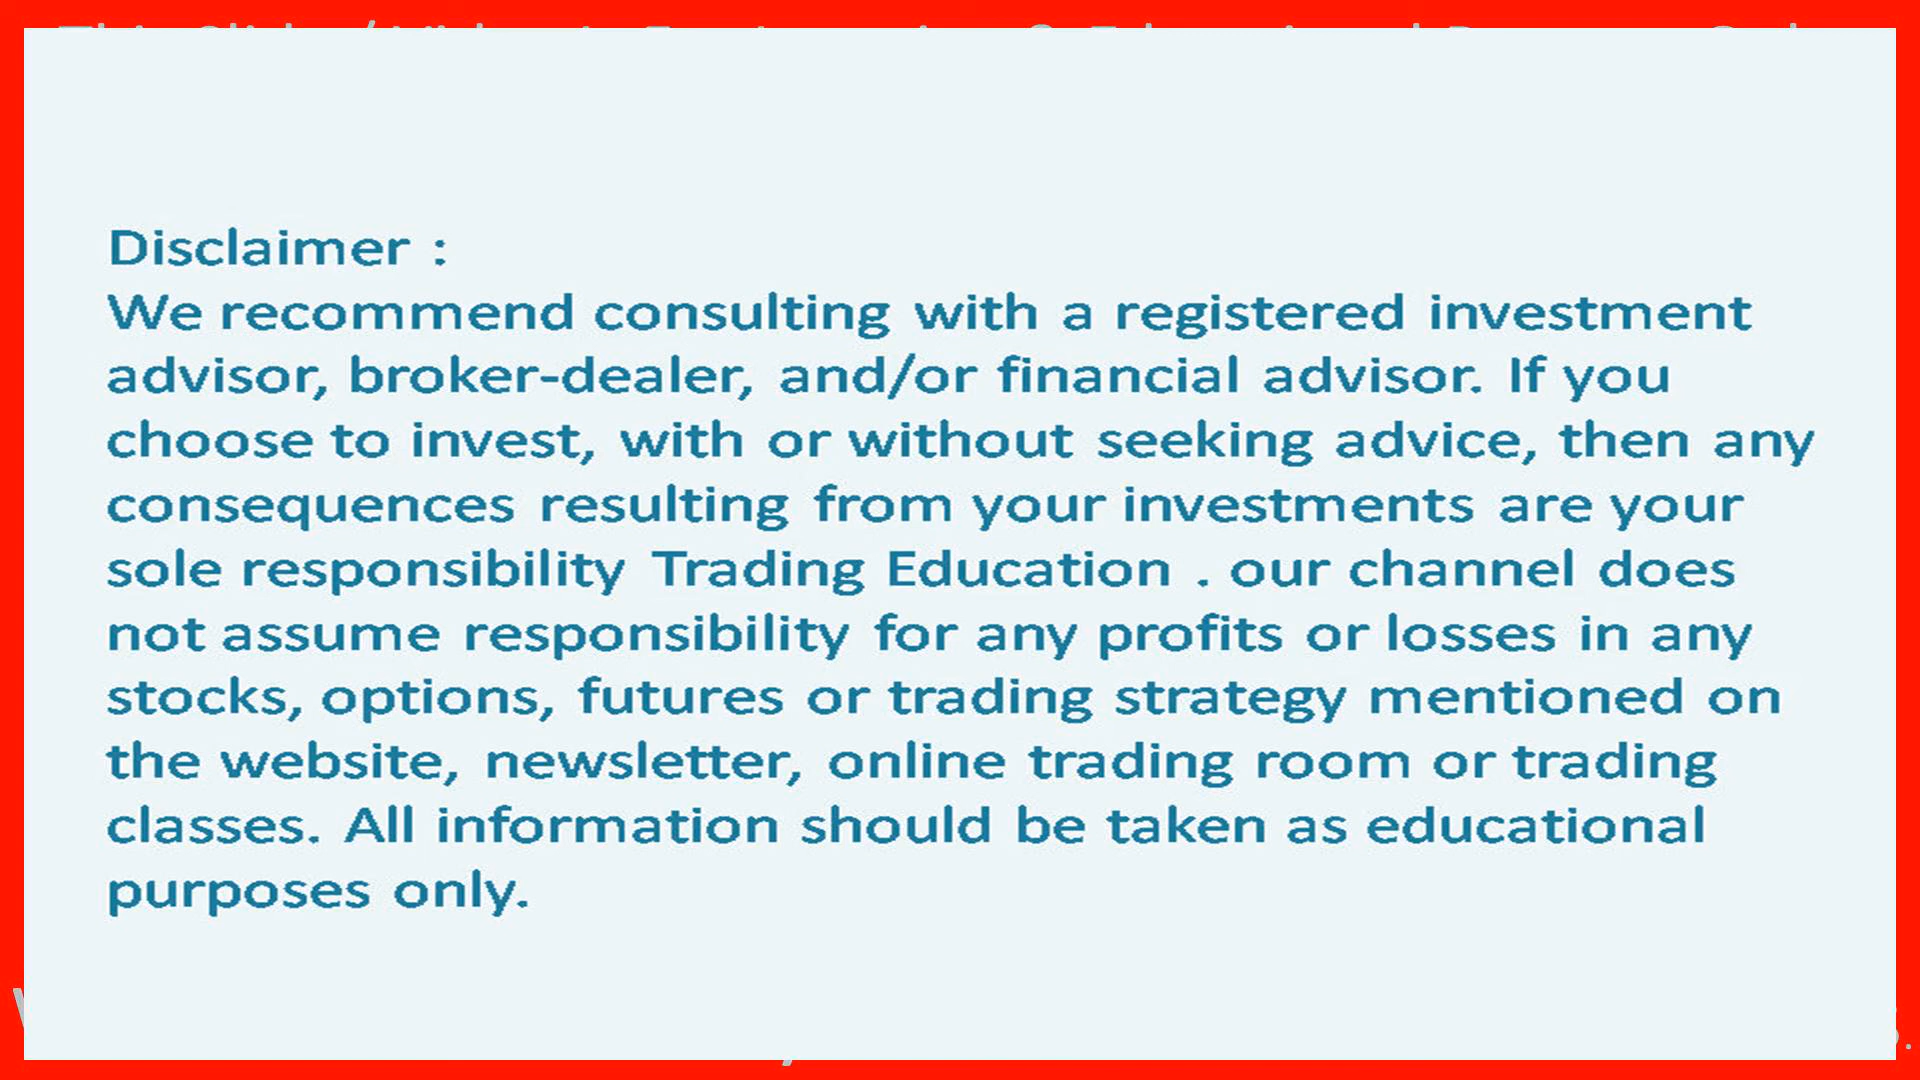 Disclaimer :
We recommend consulting with a registered investment
advisor, broker-dealer, and/or financial advisor. If you
choose to invest, with or without seeking advice, then any
consequences resulting from your investments are your
sole responsibility Trading Education . our channel does
not assume responsibility for any profits or losses in any
stocks, options, futures or trading strategy mentioned on
the website, newsletter, online trading room or trading
classes. All information should be taken as educational
purposes only.